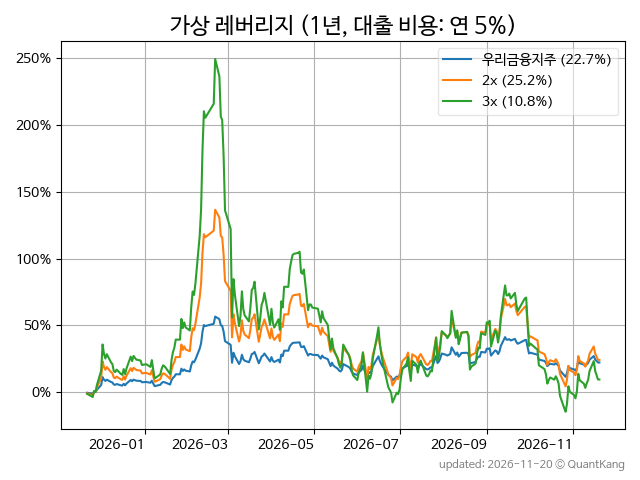 가상 레버리지 (1년, 대출 비용: 연 5%)
우리금융지주 (22.7%)
2x (25.2%)
3x (10.8%)
250%
200%
150%
100%
50%
0%
2026-01
2026-03
2026-05
2026-07
2026-09
2026-11
updated: 2026-11-20 © QuantKang